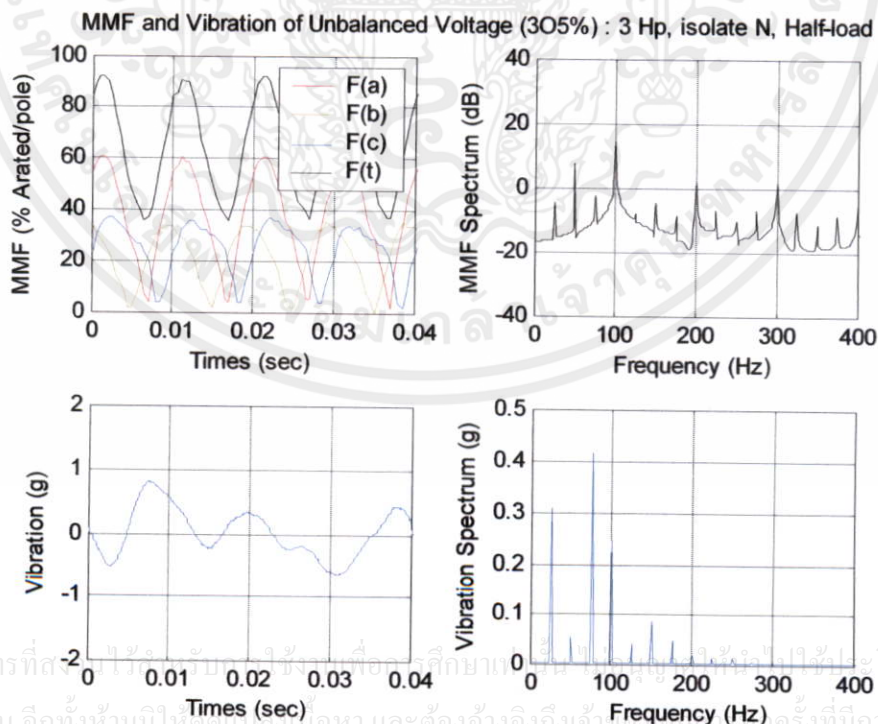 MMF and Vibration of Unbalanced Voltage (3O5%) : 3 Hp, isolate N, Half-load
100
80
60
40
20
0
MMF (% Arated/pole)
F(a)
F(b)
F(c)
F(t)
0 0.01 0.02 0.03 0.04
Times (sec)
40
20
0
-20
-40
MMF Spectrum (dB)
0 100 200 300 400
Frequency (Hz)
2
1
0
-1
-2
Vibration (g)
0 0.01 0.02 0.03 0.04
Times (sec)
0.5
0.4
0.3
0.2
0.1
0
Vibration Spectrum (g)
0 100 200 300 400
Frequency (Hz)